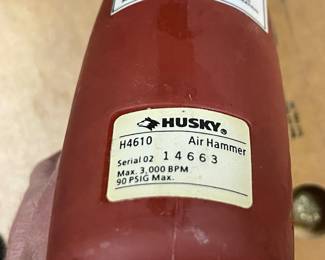 HUSKY®
H4610 Air Hammer
Serial 02 14663
Max. 3,000 BPM
90 PSIG Max.